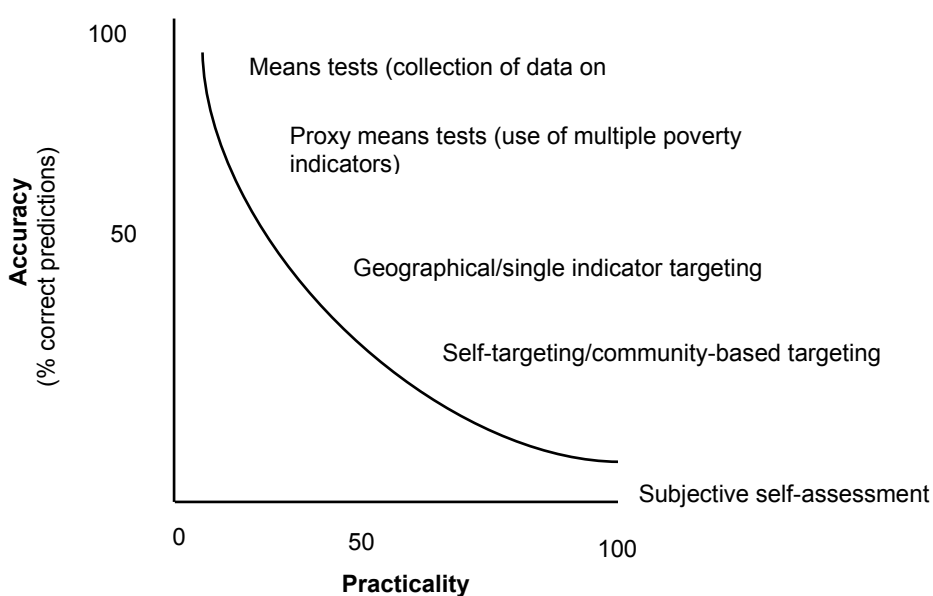 100
Means tests (collection of data on
Proxy means tests (use of multiple poverty
indicators)
Accuracy
(% correct predictions)
50
Geographical/single indicator targeting
Self-targeting/community-based targeting
Subjective self-assessment
0
50
100
Practicality